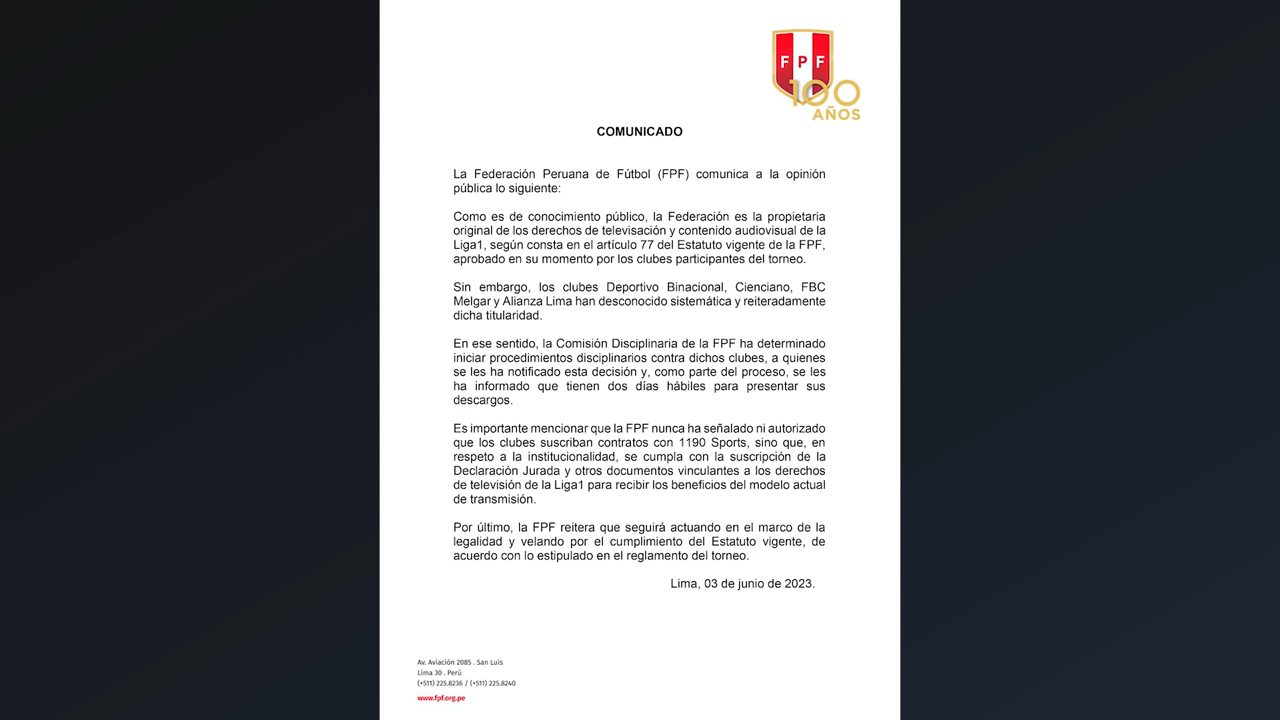 FPF
100
AÑOS
COMUNICADO
La Federación Peruana de Fútbol (FPF) comunica a la opinión
pública lo siguiente:
Como es de conocimiento público, la Federación es la propietaria
original de los derechos de televisación y contenido audiovisual de la
Liga1, según consta en el artículo 77 del Estatuto vigente de la FPF,
aprobado en su momento por los clubes participantes del torneo.
Sin embargo, los clubes Deportivo Binacional, Cienciano, FBC
Melgar y Alianza Lima han desconocido sistemática y reiteradamente
dicha titularidad.
En ese sentido, la Comisión Disciplinaria de la FPF ha determinado
iniciar procedimientos disciplinarios contra dichos clubes, a quienes
se les ha notificado esta decisión y, como parte del proceso, se les
ha informado que tienen dos días hábiles para presentar sus
descargos.
Es importante mencionar que la FPF nunca ha señalado ni autorizado
que los clubes suscriban contratos con 1190 Sports, sino que, en
respeto a la institucionalidad, se cumpla con la suscripción de la
Declaración Jurada y otros documentos vinculantes a los derechos
de televisión de la Liga1 para recibir los beneficios del modelo actual
de transmisión.
Por último, la FPF reitera que seguirá actuando en el marco de la
legalidad y velando por el cumplimiento del Estatuto vigente, de
acuerdo con lo estipulado en el reglamento del torneo.
Lima, 03 de junio de 2023.
Av. Aviación 2085 . San Luis
Lima 30 . Perú
(+511) 225.8236 / (+511) 225.8240
www.fpf.org.pe